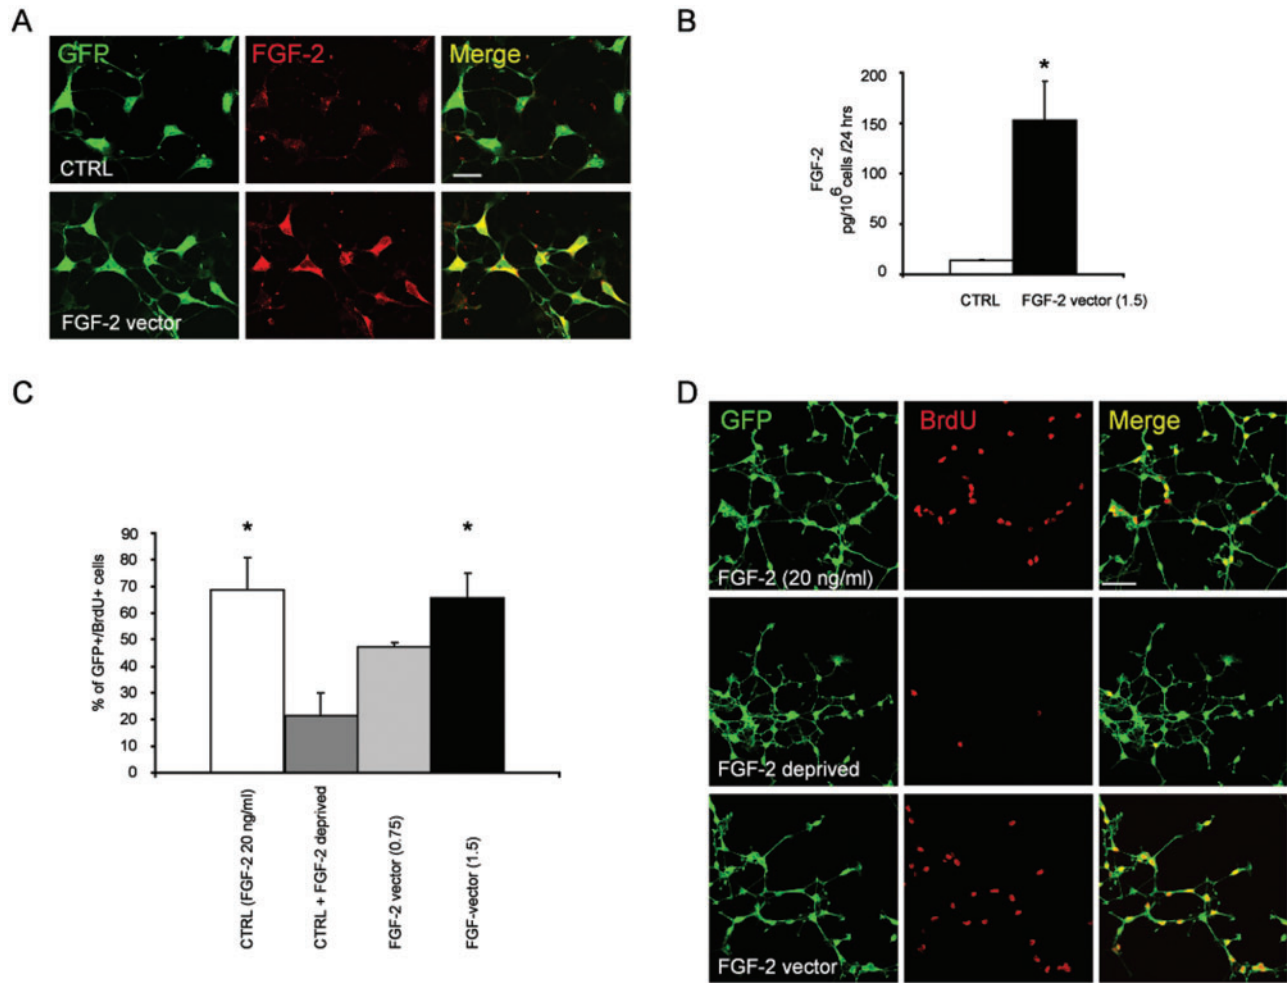 A
GFP
FGF-2
Merge
CTRL
FGF-2 vector
B
200
150
100
50
0
FGF-2
pg/10⁶ cells /24 hrs
*
CTRL
FGF-2 vector (1.5)
C
90
80
70
60
50
40
30
20
10
0
% of GFP+/BrdU+ cells
*
*
CTRL (FGF-2 20 ng/ml)
CTRL + FGF-2 deprived
FGF-2 vector (0.75)
FGF-vector (1.5)
D
GFP
BrdU
Merge
FGF-2 (20 ng/ml)
FGF-2 deprived
FGF-2 vector